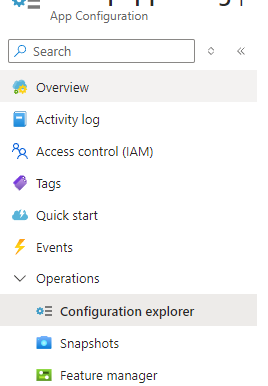 App Configuration
Search
Overview
Activity log
Access control (IAM)
Tags
Quick start
Events
Operations
Configuration explorer
Snapshots
Feature manager